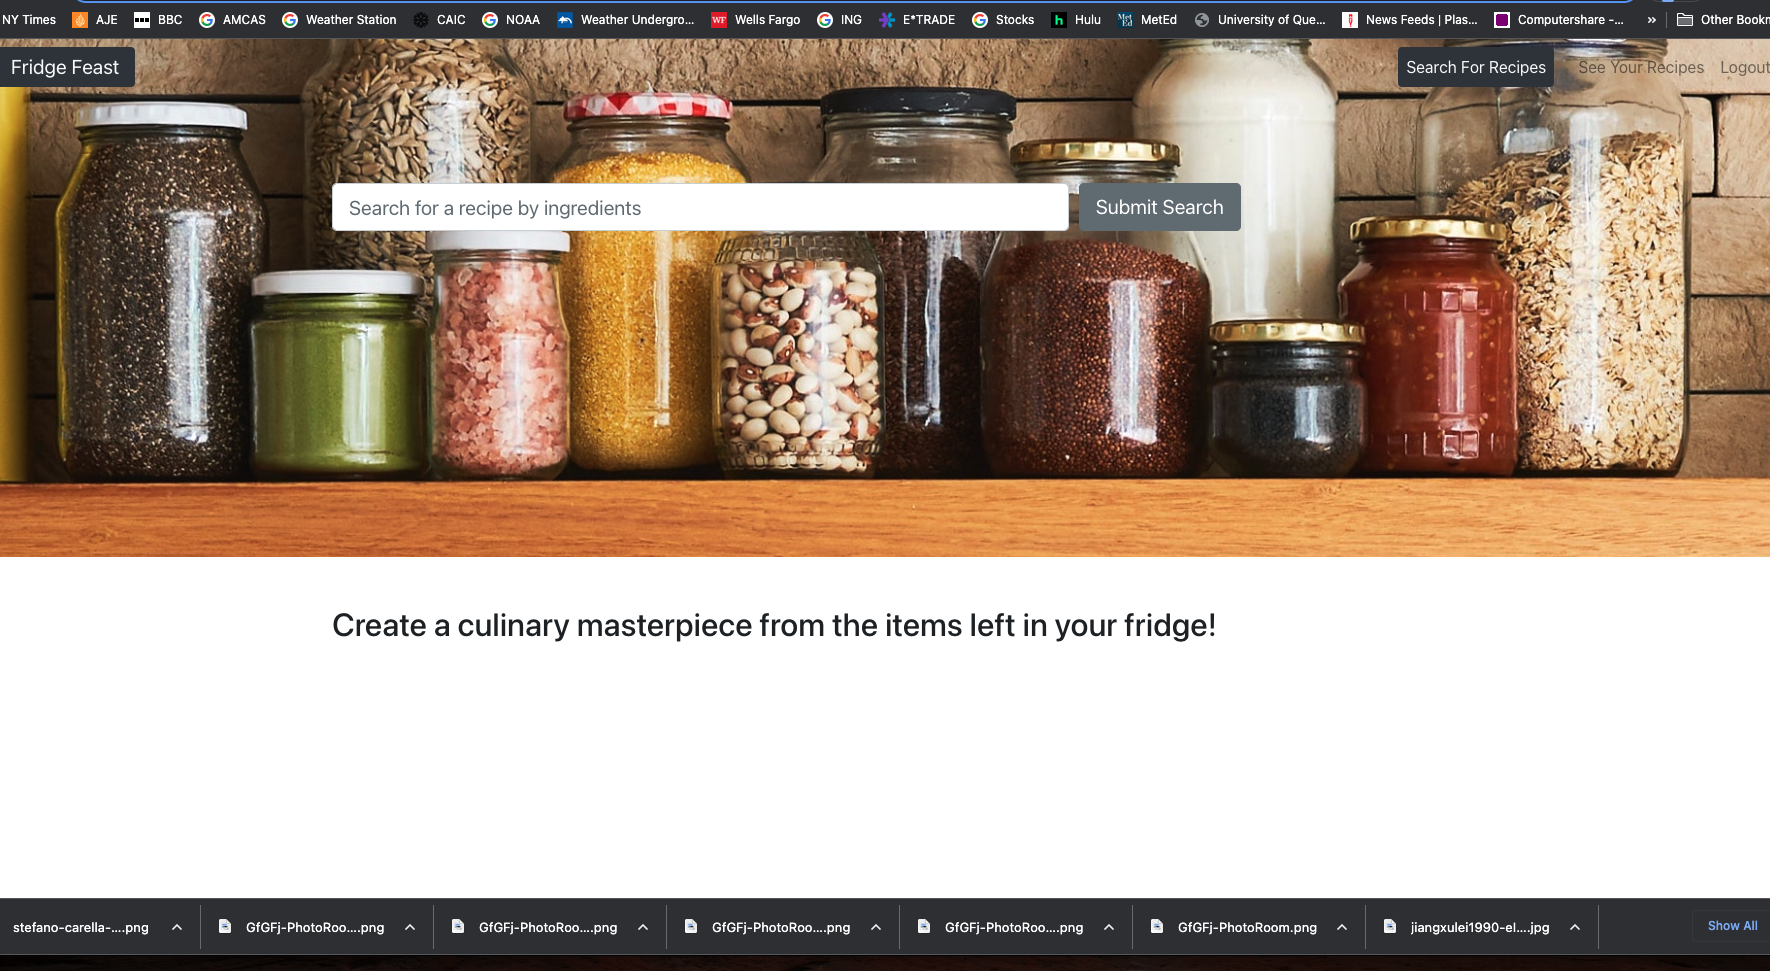 NY Times AJE BBC AMCAS Weather Station CAIC NOAA Weather Undergro... WF Wells Fargo ING E*TRADE Stocks h Hulu MetEd University of Que... News Feeds | Plas... Computershare -... » Other Bookm
Fridge Feast Search For Recipes See Your Recipes Logout
Search for a recipe by ingredients Submit Search
Create a culinary masterpiece from the items left in your fridge!
stefano-carella-....png GfGFj-PhotoRoo....png GfGFj-PhotoRoo....png GfGFj-PhotoRoo....png GfGFj-PhotoRoo....png GfGFj-PhotoRoom.png jiangxulei1990-el....jpg Show All